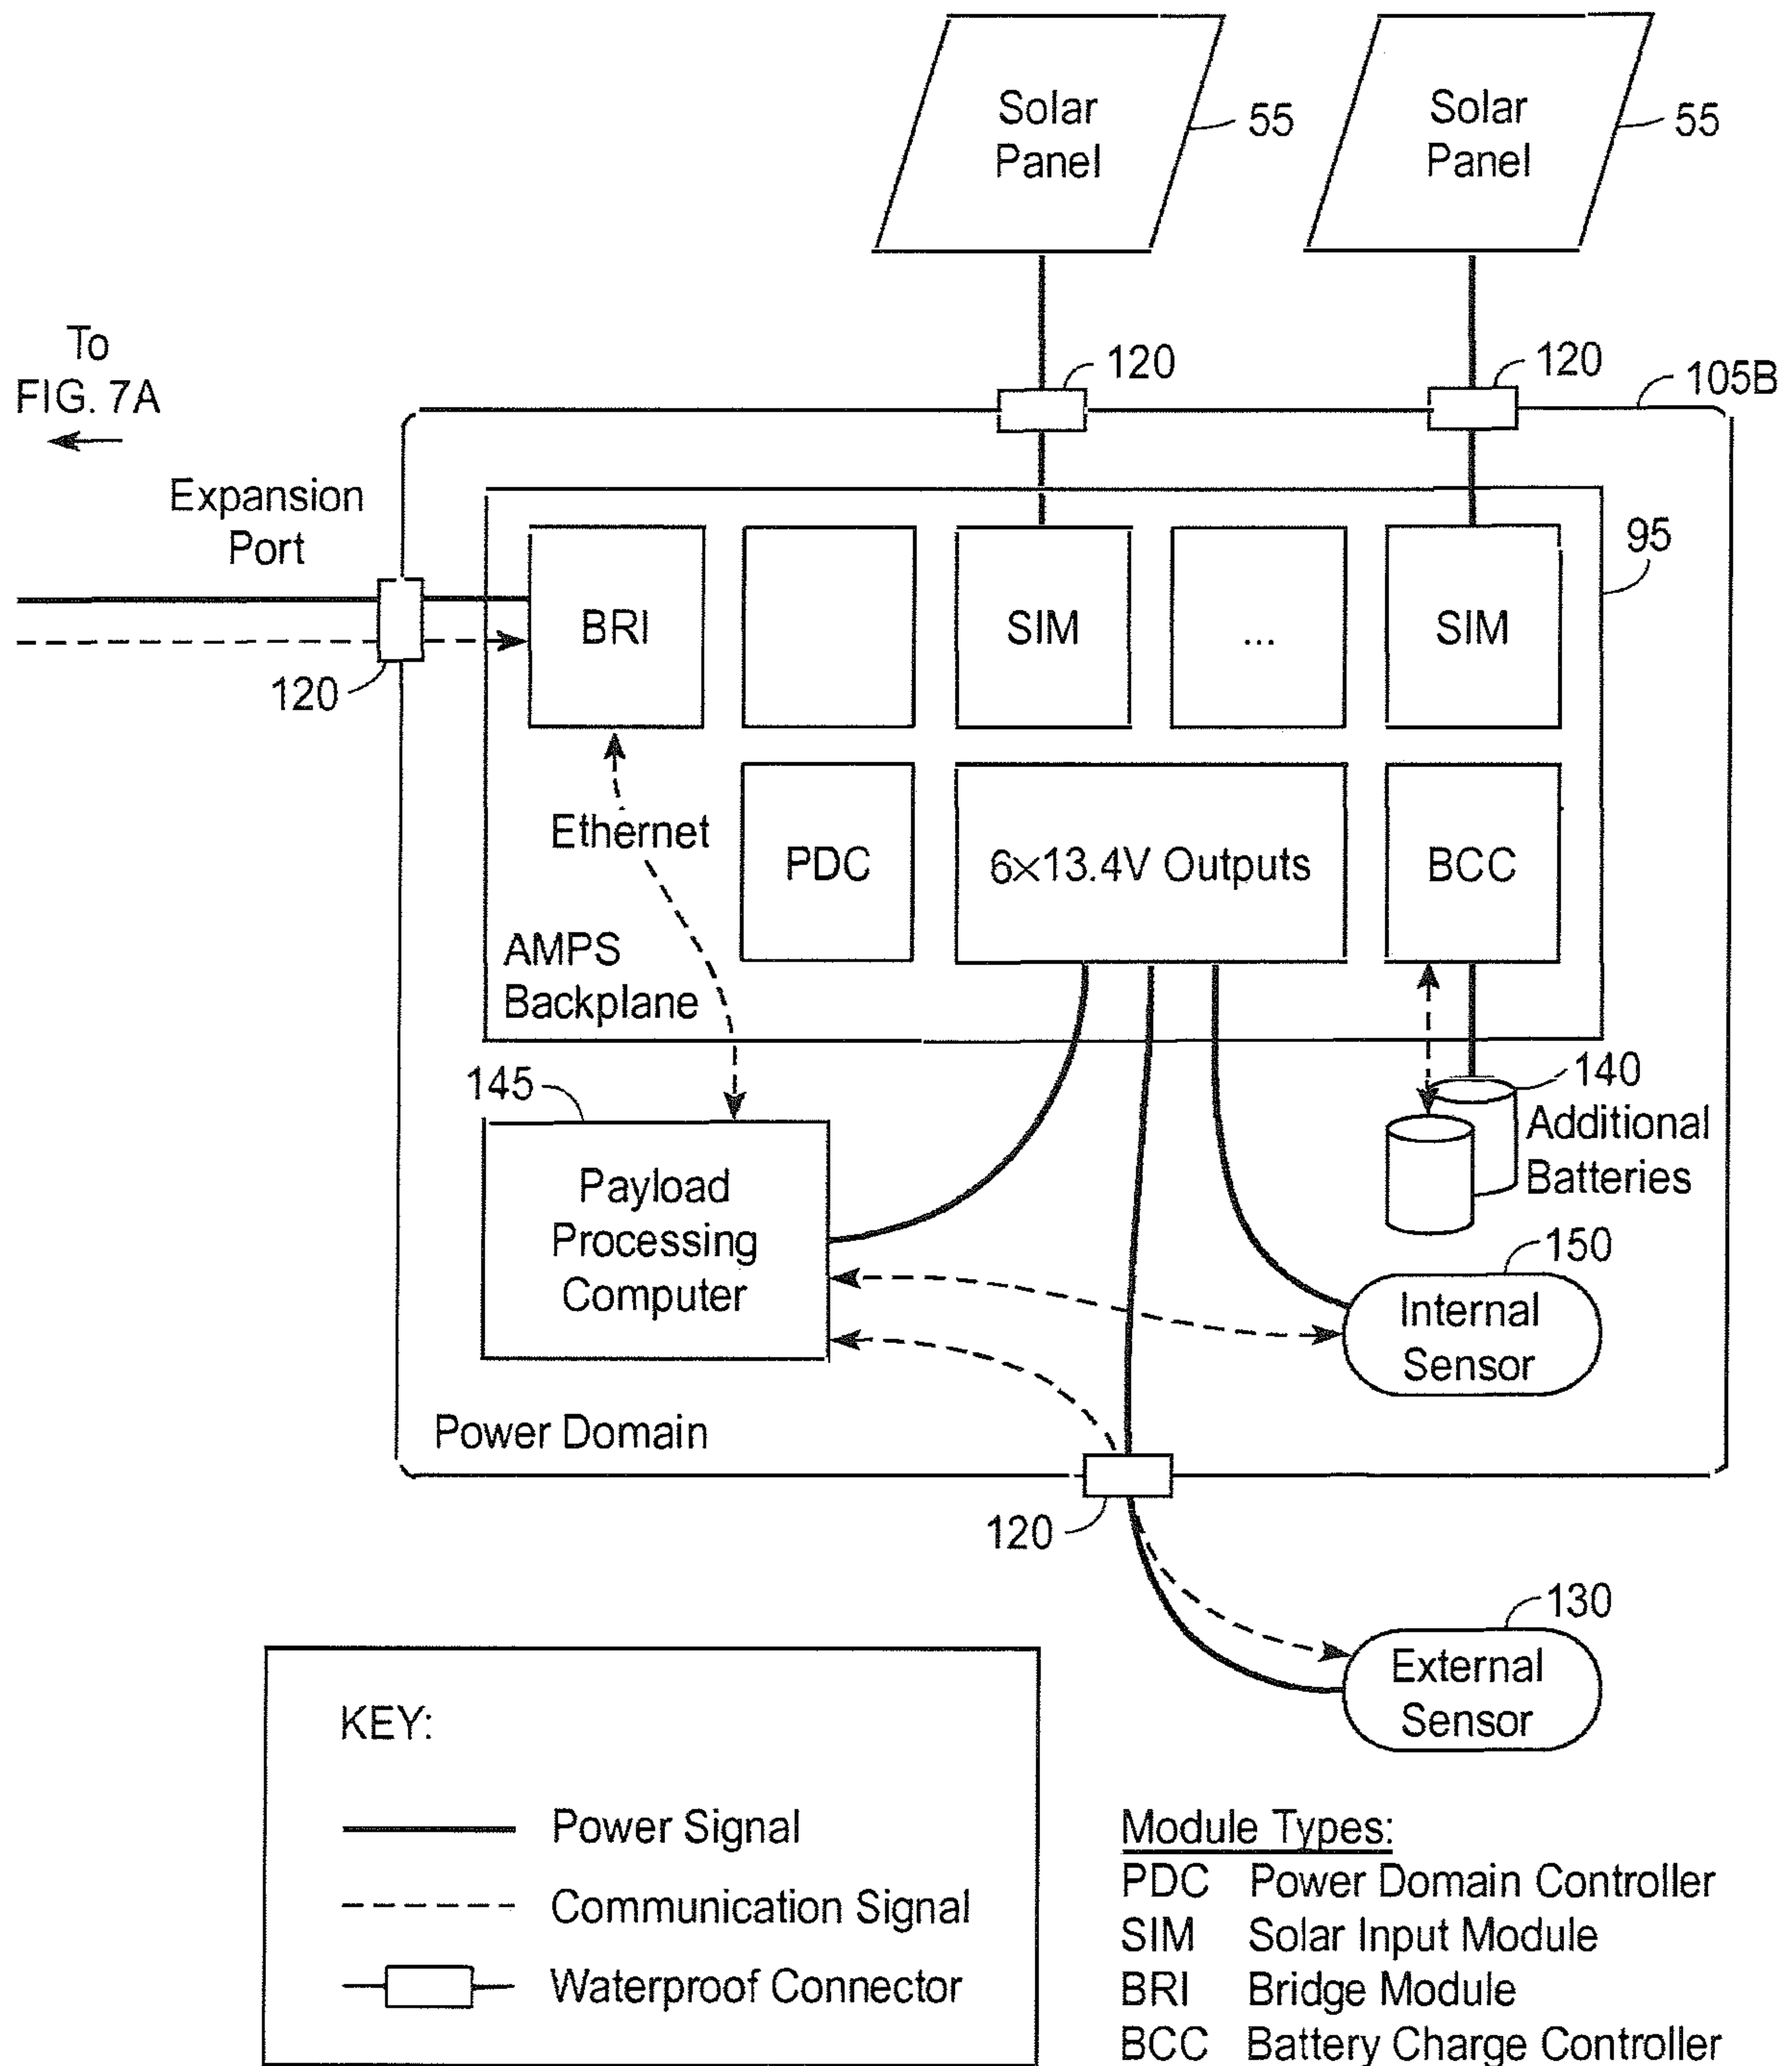 Solar
Panel
55
Solar
Panel
55
To
FIG. 7A
120
120
105B
Expansion
Port
95
BRI
SIM
...
SIM
120
Ethernet
PDC
6×13.4V Outputs
BCC
AMPS
Backplane
145
140
Additional
Batteries
Payload
Processing
Computer
150
Internal
Sensor
Power Domain
120
130
External
Sensor
KEY:
Power Signal
Communication Signal
Waterproof Connector
Module Types:
PDC Power Domain Controller
SIM Solar Input Module
BRI Bridge Module
BCC Battery Charge Controller